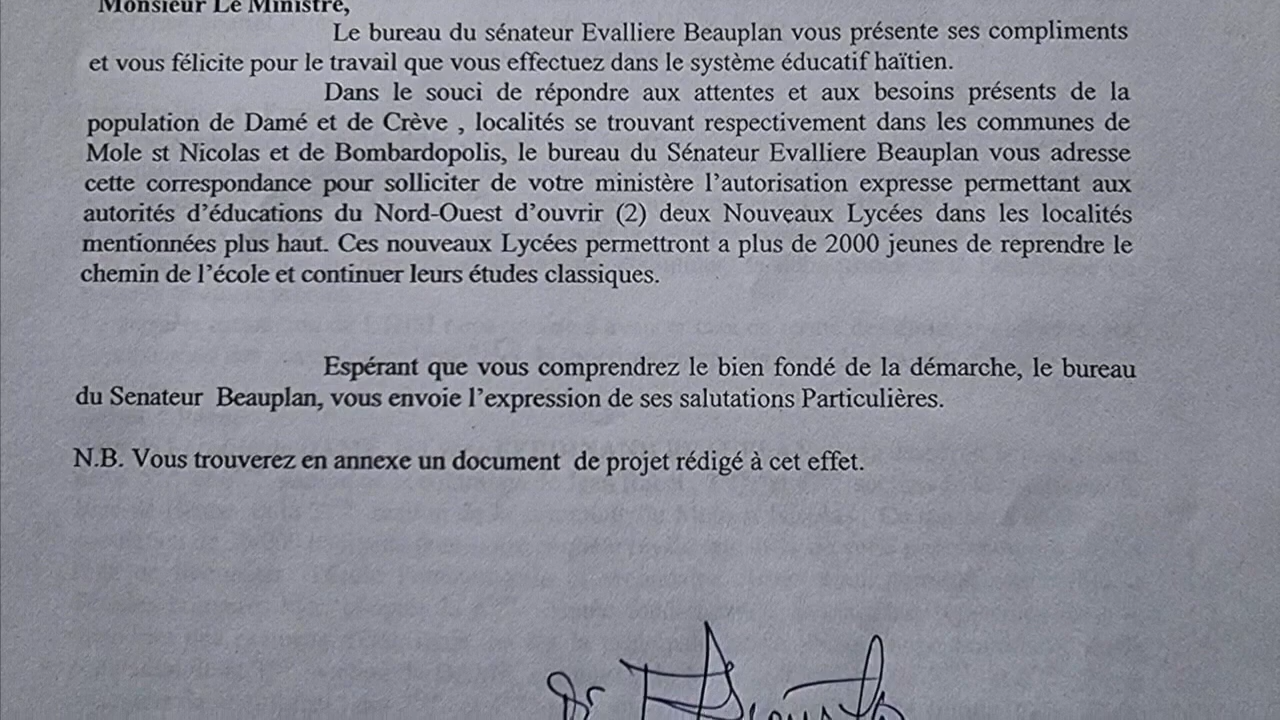 Monsieur Le Ministre,
Le bureau du sénateur Evalliere Beauplan vous présente ses compliments
et vous félicite pour le travail que vous effectuez dans le système éducatif haïtien.
Dans le souci de répondre aux attentes et aux besoins présents de la
population de Damé et de Crève , localités se trouvant respectivement dans les communes de
Mole st Nicolas et de Bombardopolis, le bureau du Sénateur Evalliere Beauplan vous adresse
cette correspondance pour solliciter de votre ministère l’autorisation expresse permettant aux
autorités d’éducations du Nord-Ouest d’ouvrir (2) deux Nouveaux Lycées dans les localités
mentionnées plus haut. Ces nouveaux Lycées permettront a plus de 2000 jeunes de reprendre le
chemin de l’école et continuer leurs études classiques.
Espérant que vous comprendrez le bien fondé de la démarche, le bureau
du Senateur Beauplan, vous envoie l’expression de ses salutations Particulières.
N.B. Vous trouverez en annexe un document de projet rédigé à cet effet.
Dr